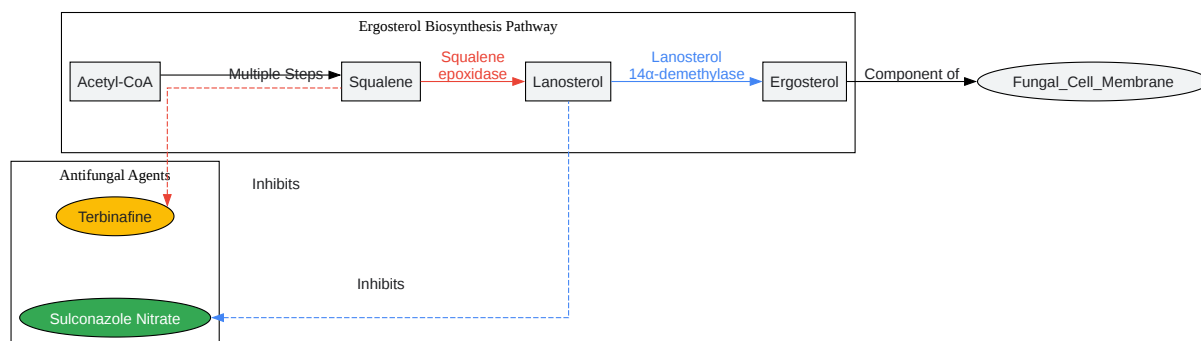 Ergosterol Biosynthesis Pathway
Acetyl-CoA
Multiple Steps
Squalene
Squalene
epoxidase
Lanosterol
Lanosterol
14α-demethylase
Ergosterol
Component of
Fungal_Cell_Membrane
Antifungal Agents
Inhibits
Terbinafine
Inhibits
Sulconazole Nitrate